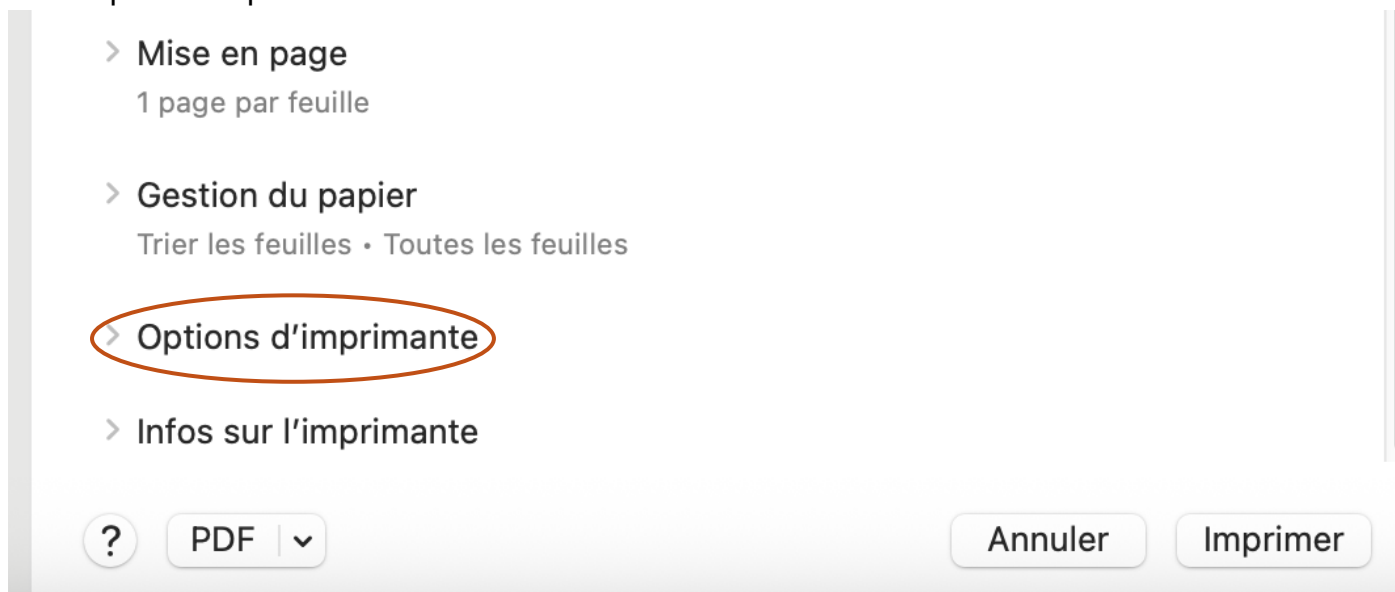 Mise en page
1 page par feuille
Gestion du papier
Trier les feuilles • Toutes les feuilles
Options d’imprimante
Infos sur l’imprimante
? PDF Annuler Imprimer